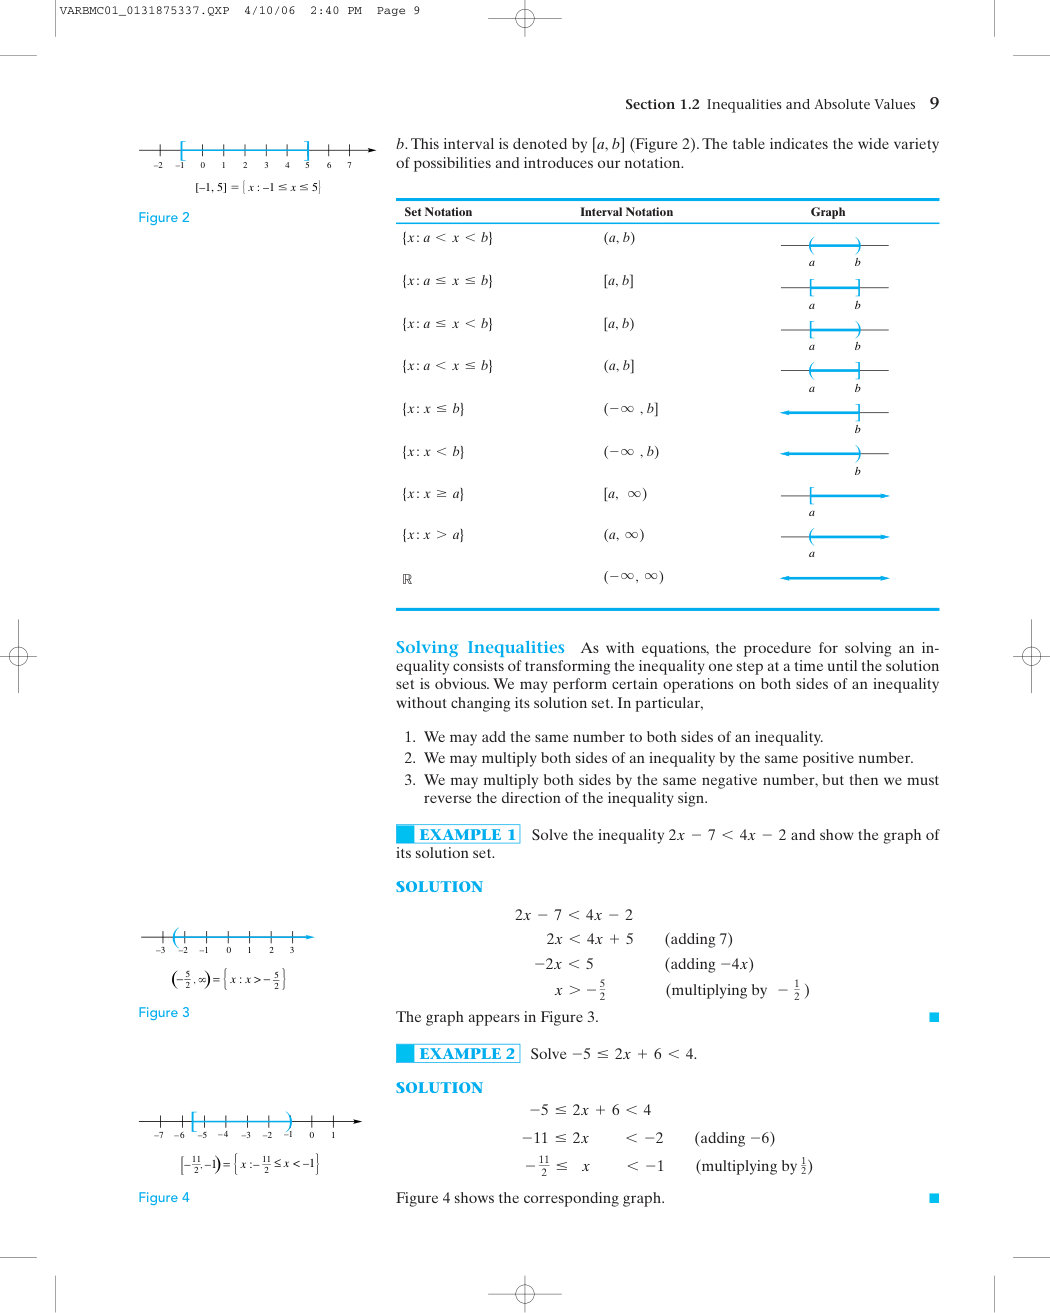 VARBMC01_0131875337.QXP 4/10/06 2:40 PM Page 9
Section 1.2 Inequalities and Absolute Values 9
–2 –1 0 1 2 3 4 5 6 7
[–1, 5] = { x : –1 ≤ x ≤ 5}
Figure 2
b. This interval is denoted by [a, b] (Figure 2). The table indicates the wide variety
of possibilities and introduces our notation.
Set Notation Interval Notation Graph
{x: a < x < b} (a, b)
a b
{x: a ≤ x ≤ b} [a, b]
a b
{x: a ≤ x < b} [a, b)
a b
{x: a < x ≤ b} (a, b]
a b
{x: x ≤ b} (−∞ , b]
b
{x: x < b} (−∞ , b)
b
{x: x ≥ a} [a, ∞)
a
{x: x > a} (a, ∞)
a
ℝ (−∞, ∞)
Solving Inequalities As with equations, the procedure for solving an in-
equality consists of transforming the inequality one step at a time until the solution
set is obvious. We may perform certain operations on both sides of an inequality
without changing its solution set. In particular,
1. We may add the same number to both sides of an inequality.
2. We may multiply both sides of an inequality by the same positive number.
3. We may multiply both sides by the same negative number, but then we must
reverse the direction of the inequality sign.
EXAMPLE 1 Solve the inequality 2x − 7 < 4x − 2 and show the graph of
its solution set.
SOLUTION
2x − 7 < 4x − 2
2x < 4x + 5 (adding 7)
−2x < 5 (adding −4x)
x > −5/2 (multiplying by − 1/2 )
The graph appears in Figure 3.
–3 –2 –1 0 1 2 3
(–5/2 . ∞) = { x : x > – 5/2 }
Figure 3
EXAMPLE 2 Solve −5 ≤ 2x + 6 < 4.
SOLUTION
−5 ≤ 2x + 6 < 4
−11 ≤ 2x < −2 (adding −6)
−11/2 ≤ x < −1 (multiplying by 1/2)
Figure 4 shows the corresponding graph.
–7 –6 –5 –4 –3 –2 –1 0 1
[–11/2, –1) = { x :– 11/2 ≤ x < –1}
Figure 4